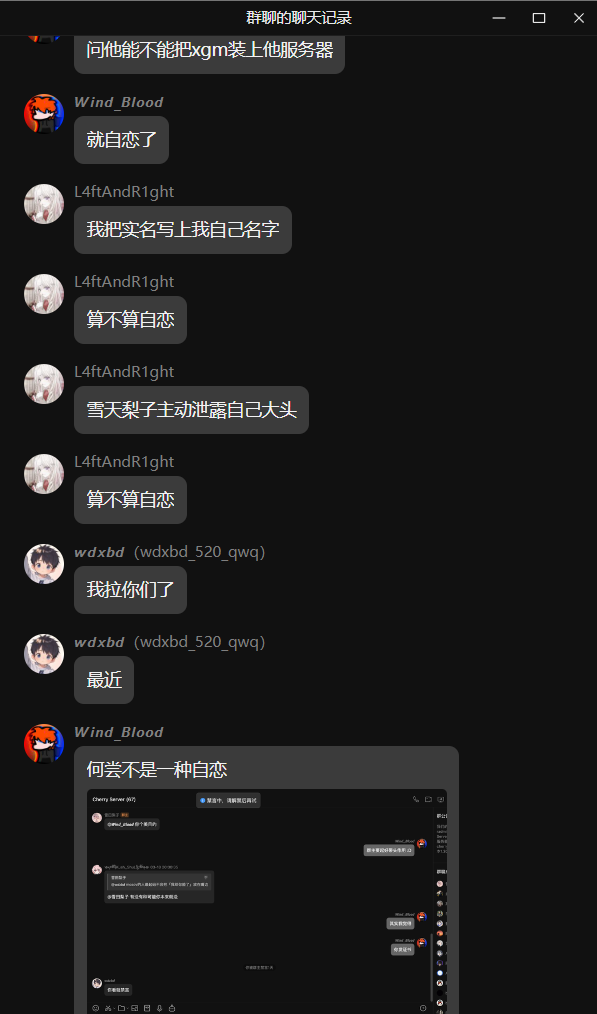 群聊的聊天记录
问他能不能把xgm装上他服务器
Wind_Blood
就自恋了
L4ftAndR1ght
我把实名写上我自己名字
L4ftAndR1ght
算不算自恋
L4ftAndR1ght
雪天梨子主动泄露自己大头
L4ftAndR1ght
算不算自恋
wdxbd（wdxbd_520_qwq）
我拉你们了
wdxbd（wdxbd_520_qwq）
最近
Wind_Blood
何尝不是一种自恋
Cherry Server (67)